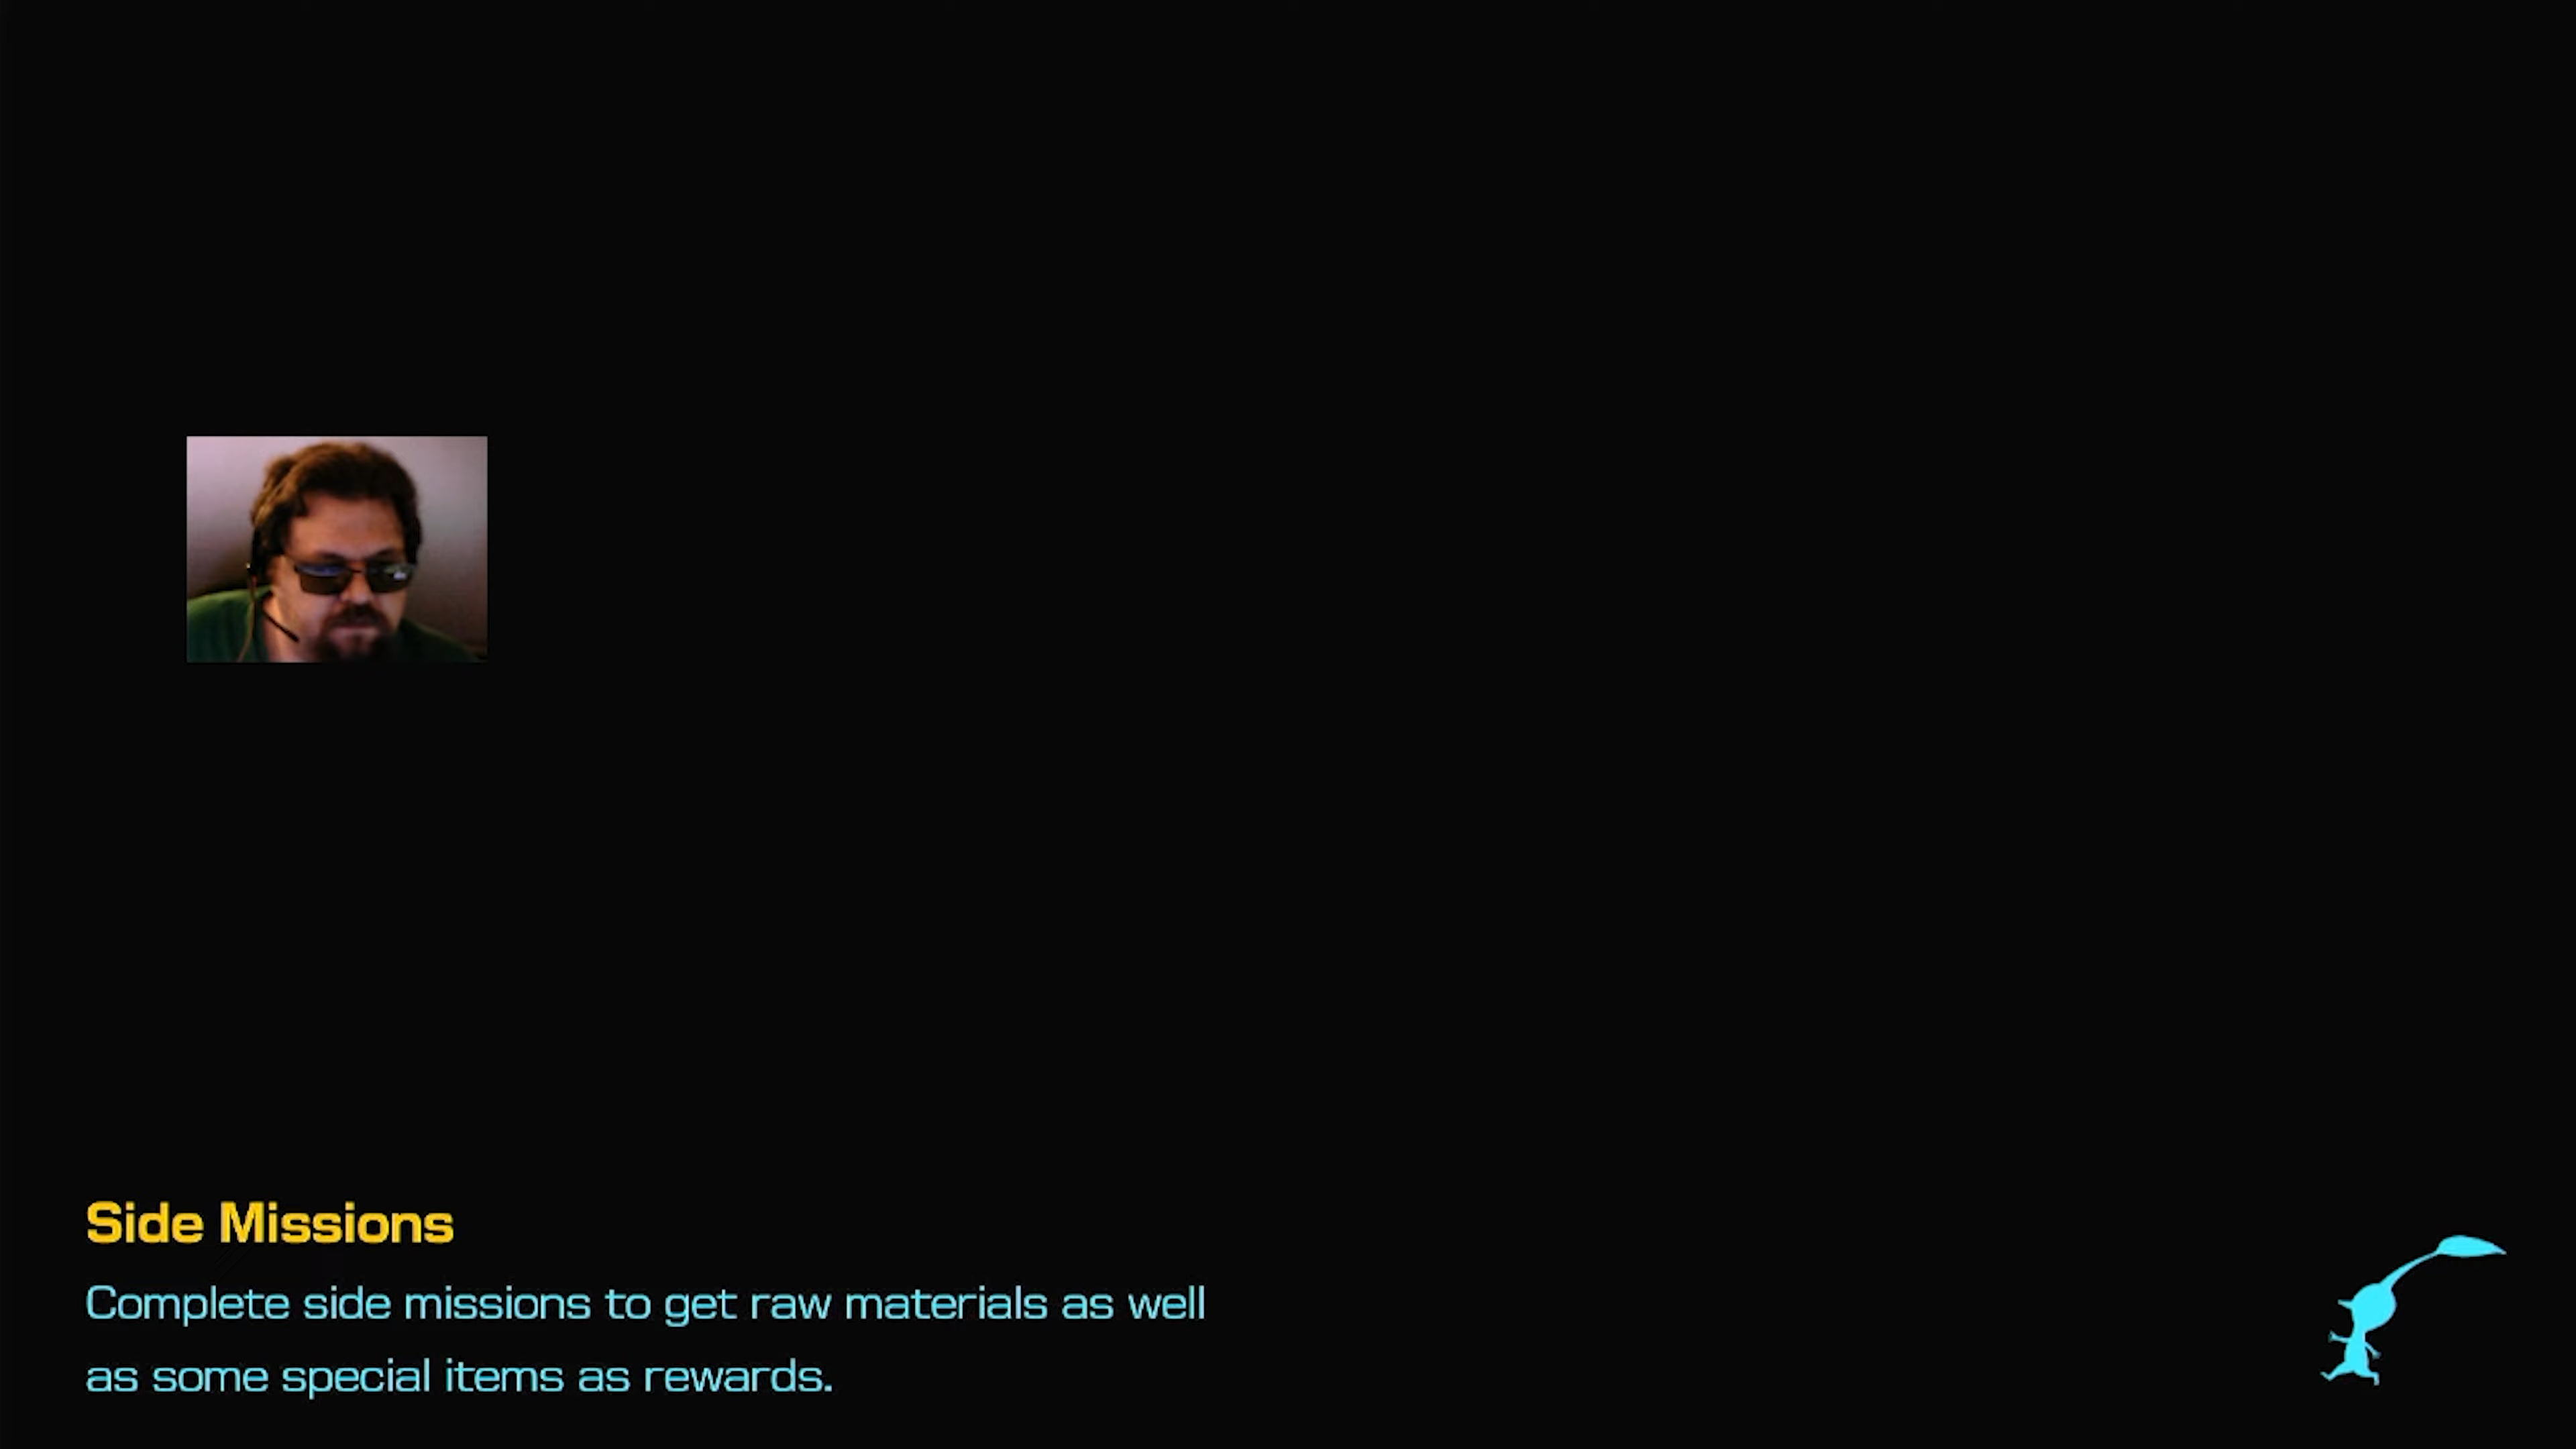 Side Missions
Complete side missions to get raw materials as well
as some special items as rewards.